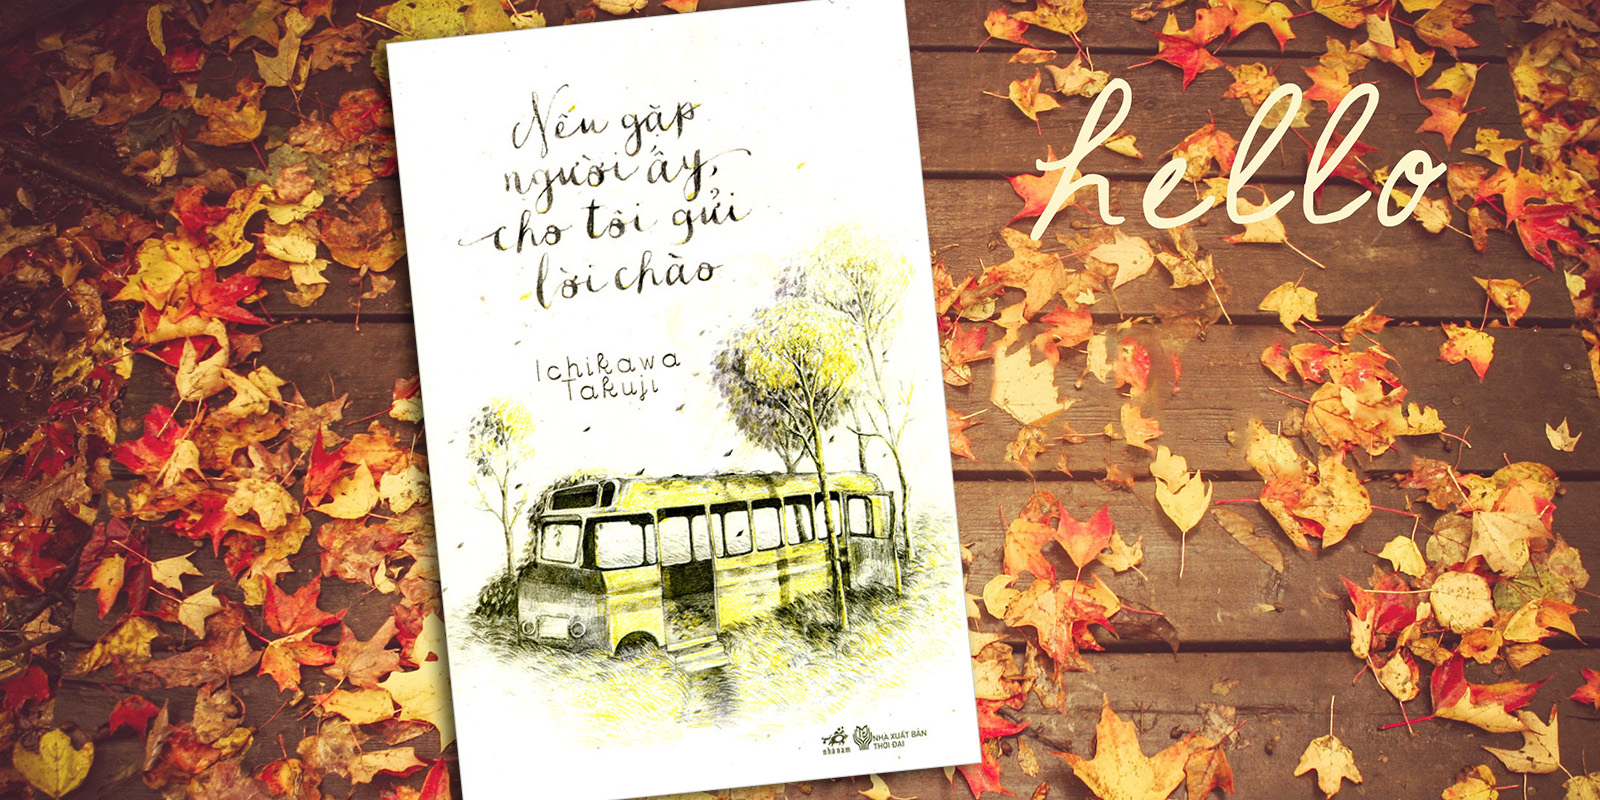 Nếu gặp
người ấy,
cho tôi gửi
lời chào
Ichikawa
Takuji
nhã nam
NHÀ XUẤT BẢN
THỜI ĐẠI
hello